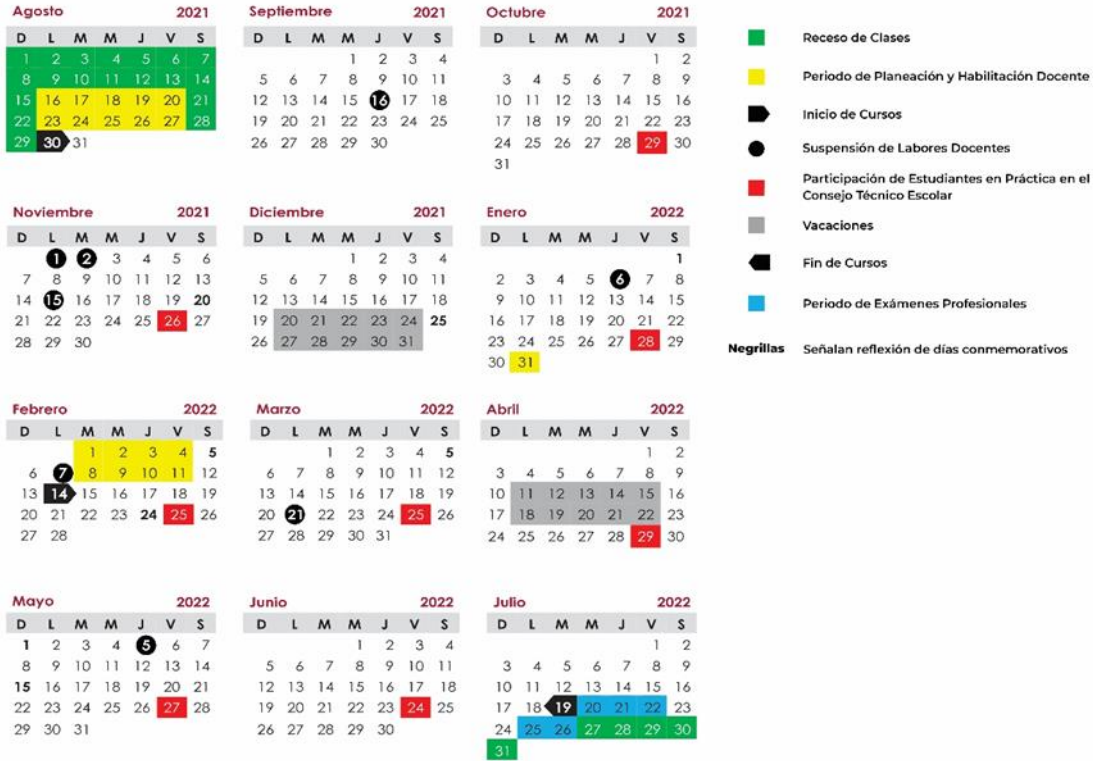 Agosto 2021
D L M M J V S
1 2 3 4 5 6 7
8 9 10 11 12 13 14
15 16 17 18 19 20 21
22 23 24 25 26 27 28
29 30 31
Septiembre 2021
D L M M J V S
1 2 3 4
5 6 7 8 9 10 11
12 13 14 15 16 17 18
19 20 21 22 23 24 25
26 27 28 29 30
Octubre 2021
D L M M J V S
1 2
3 4 5 6 7 8 9
10 11 12 13 14 15 16
17 18 19 20 21 22 23
24 25 26 27 28 29 30
31
Noviembre 2021
D L M M J V S
1 2 3 4 5 6
7 8 9 10 11 12 13
14 15 16 17 18 19 20
21 22 23 24 25 26 27
28 29 30
Diciembre 2021
D L M M J V S
1 2 3 4
5 6 7 8 9 10 11
12 13 14 15 16 17 18
19 20 21 22 23 24 25
26 27 28 29 30 31
Enero 2022
D L M M J V S
1
2 3 4 5 6 7 8
9 10 11 12 13 14 15
16 17 18 19 20 21 22
23 24 25 26 27 28 29
30 31
Febrero 2022
D L M M J V S
1 2 3 4 5
6 7 8 9 10 11 12
13 14 15 16 17 18 19
20 21 22 23 24 25 26
27 28
Marzo 2022
D L M M J V S
1 2 3 4 5
6 7 8 9 10 11 12
13 14 15 16 17 18 19
20 21 22 23 24 25 26
27 28 29 30 31
Abril 2022
D L M M J V S
1 2
3 4 5 6 7 8 9
10 11 12 13 14 15 16
17 18 19 20 21 22 23
24 25 26 27 28 29 30
Mayo 2022
D L M M J V S
1 2 3 4 5 6 7
8 9 10 11 12 13 14
15 16 17 18 19 20 21
22 23 24 25 26 27 28
29 30 31
Junio 2022
D L M M J V S
1 2 3 4
5 6 7 8 9 10 11
12 13 14 15 16 17 18
19 20 21 22 23 24 25
26 27 28 29 30
Julio 2022
D L M M J V S
1 2
3 4 5 6 7 8 9
10 11 12 13 14 15 16
17 18 19 20 21 22 23
24 25 26 27 28 29 30
31
Receso de Clases
Periodo de Planeación y Habilitación Docente
Inicio de Cursos
Suspensión de Labores Docentes
Participación de Estudiantes en Práctica en el
Consejo Técnico Escolar
Vacaciones
Fin de Cursos
Periodo de Exámenes Profesionales
Negrillas Señalan reflexión de días conmemorativos